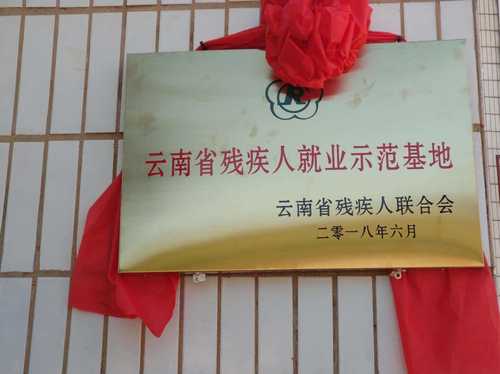 云南省残疾人就业示范基地
云南省残疾人联合会
二零一八年六月